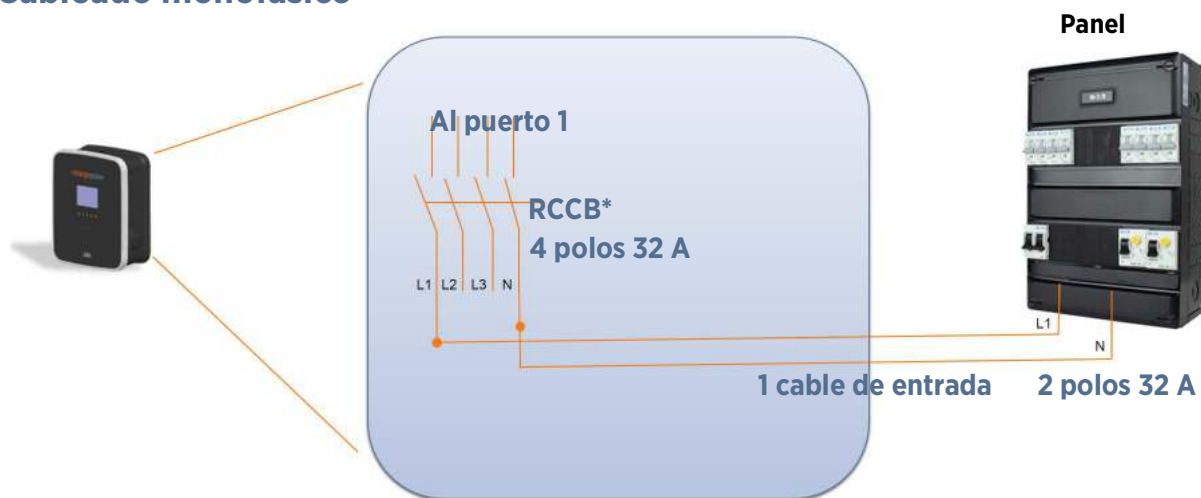 Cableado monofásico
Panel
Al puerto 1
RCCB*
4 polos 32 A
L1 L2 L3 N
L1
N
1 cable de entrada
2 polos 32 A